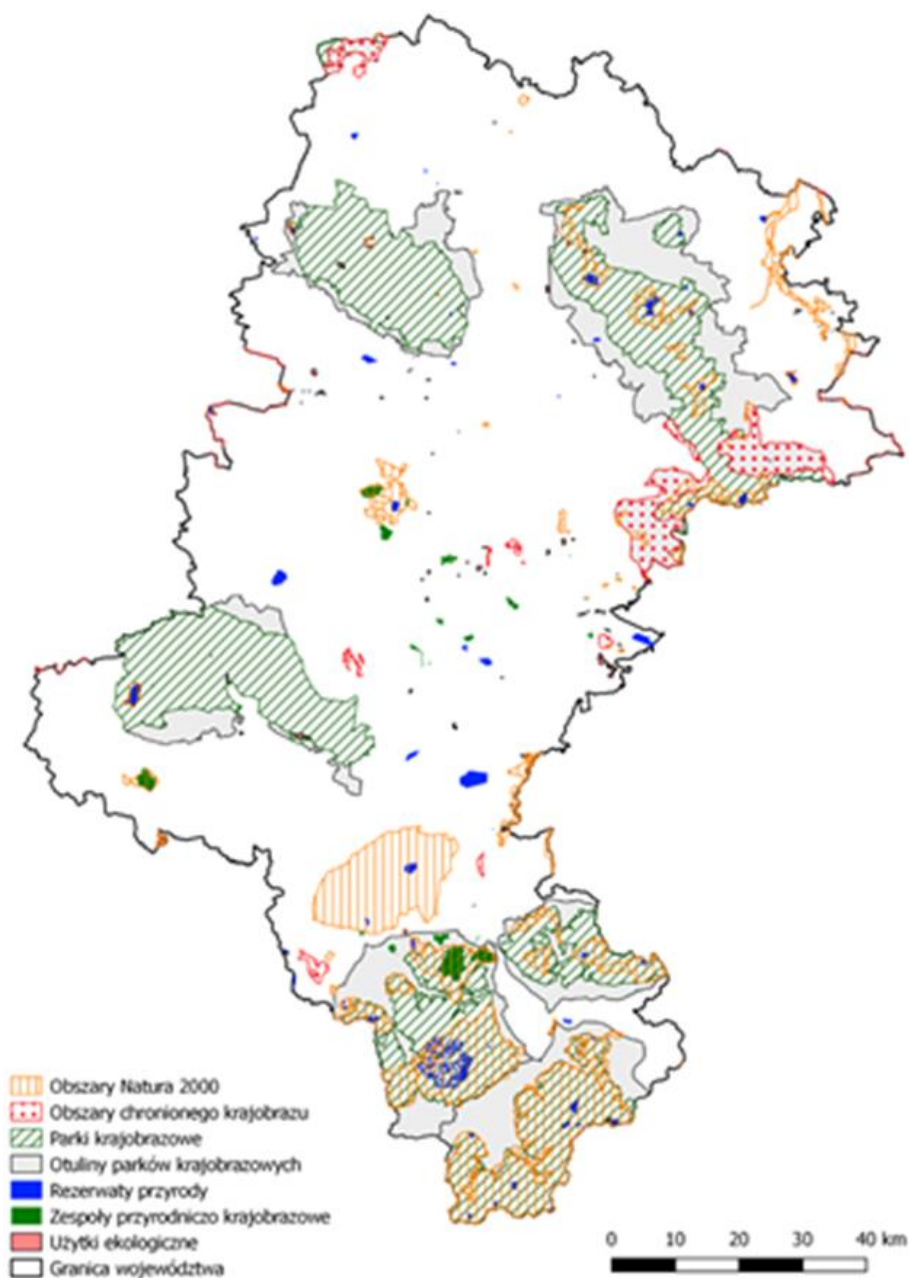 Obszary Natura 2000
Obszary chronionego krajobrazu
Parki krajobrazowe
Otuliny parków krajobrazowych
Rezerwaty przyrody
Zespoły przyrodniczo krajobrazowe
Użytki ekologiczne
Granica województwa
0 10 20 30 40 km